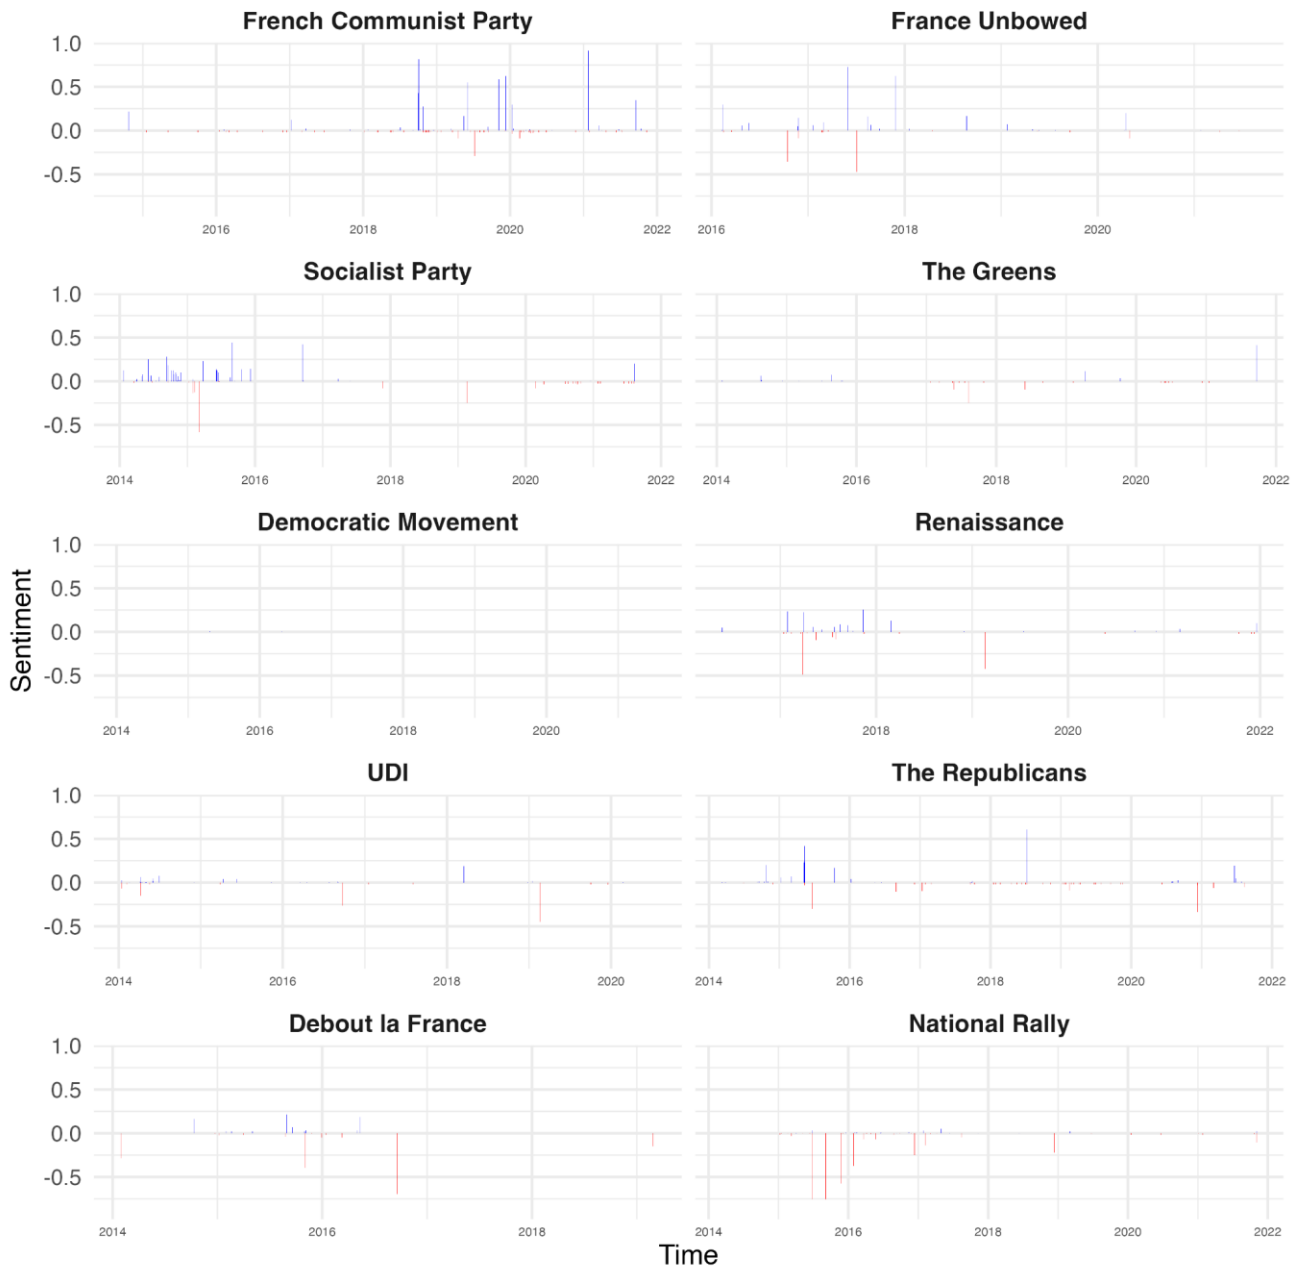 French Communist Party
France Unbowed
1.0
0.5
0.0
-0.5
2016 2018 2020 2022
2016 2018 2020
Socialist Party
The Greens
1.0
0.5
0.0
-0.5
2014 2016 2018 2020 2022
2014 2016 2018 2020 2022
Democratic Movement
Renaissance
1.0
0.5
0.0
-0.5
2014 2016 2018 2020
2018 2020 2022
Sentiment
UDI
The Republicans
1.0
0.5
0.0
-0.5
2014 2016 2018 2020
2014 2016 2018 2020 2022
Debout la France
National Rally
1.0
0.5
0.0
-0.5
2014 2016 2018
2014 2016 2018 2020 2022
Time